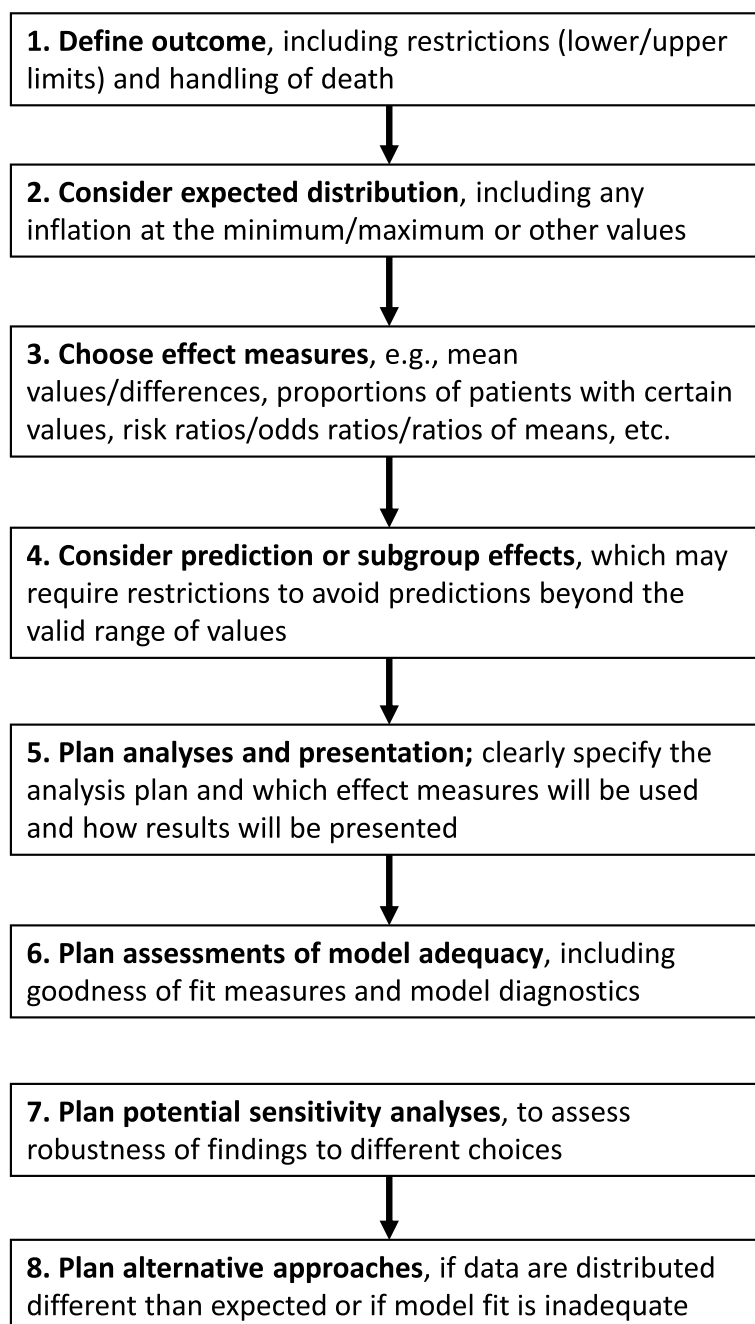 1. Define outcome, including restrictions (lower/upper
limits) and handling of death
2. Consider expected distribution, including any
inflation at the minimum/maximum or other values
3. Choose effect measures, e.g., mean
values/differences, proportions of patients with certain
values, risk ratios/odds ratios/ratios of means, etc.
4. Consider prediction or subgroup effects, which may
require restrictions to avoid predictions beyond the
valid range of values
5. Plan analyses and presentation; clearly specify the
analysis plan and which effect measures will be used
and how results will be presented
6. Plan assessments of model adequacy, including
goodness of fit measures and model diagnostics
7. Plan potential sensitivity analyses, to assess
robustness of findings to different choices
8. Plan alternative approaches, if data are distributed
different than expected or if model fit is inadequate